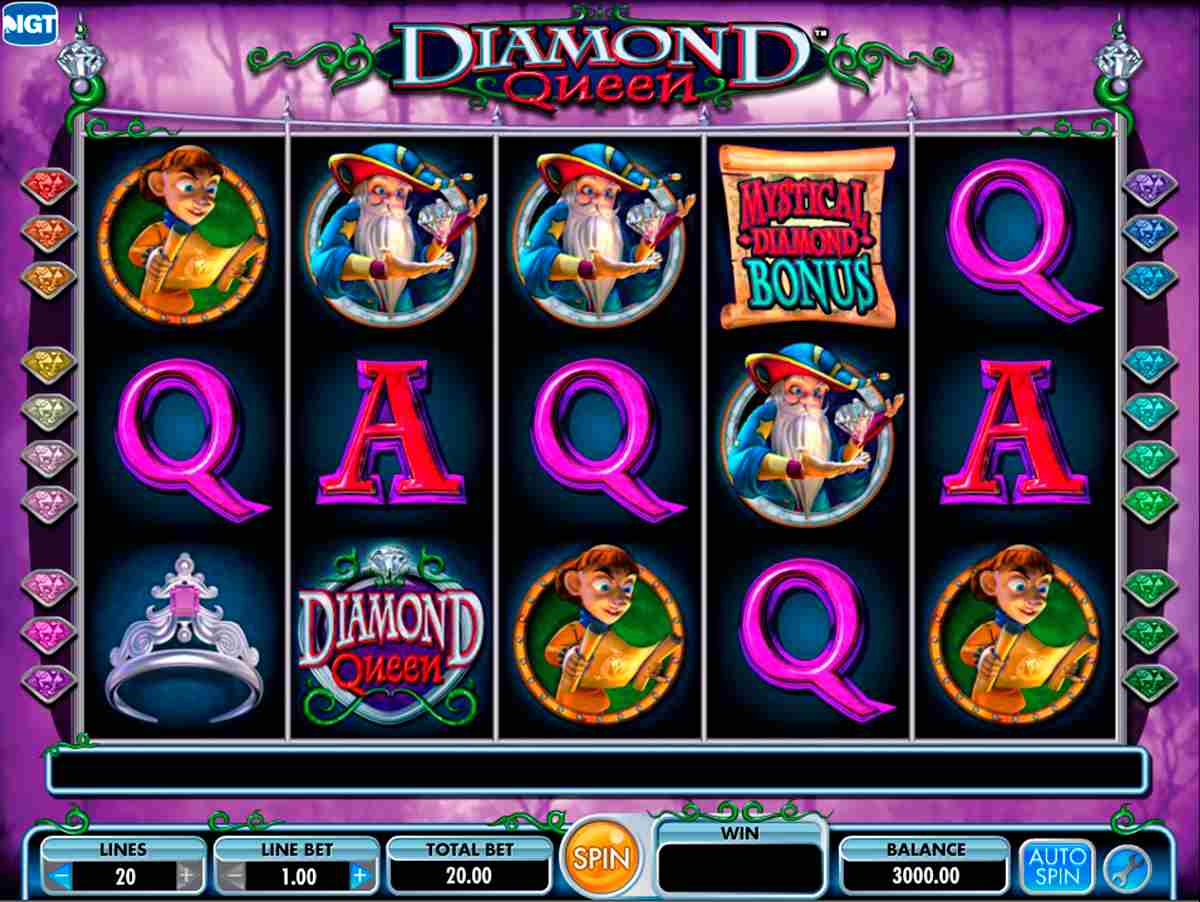 IGT
DIAMOND™
Queen
MYSTICAL
DIAMOND
BONUS
Q
Q
A
Q
A
DIAMOND
Queen
Q
LINES
20
LINE BET
1.00
TOTAL BET
20.00
SPIN
WIN
BALANCE
3000.00
AUTO
SPIN